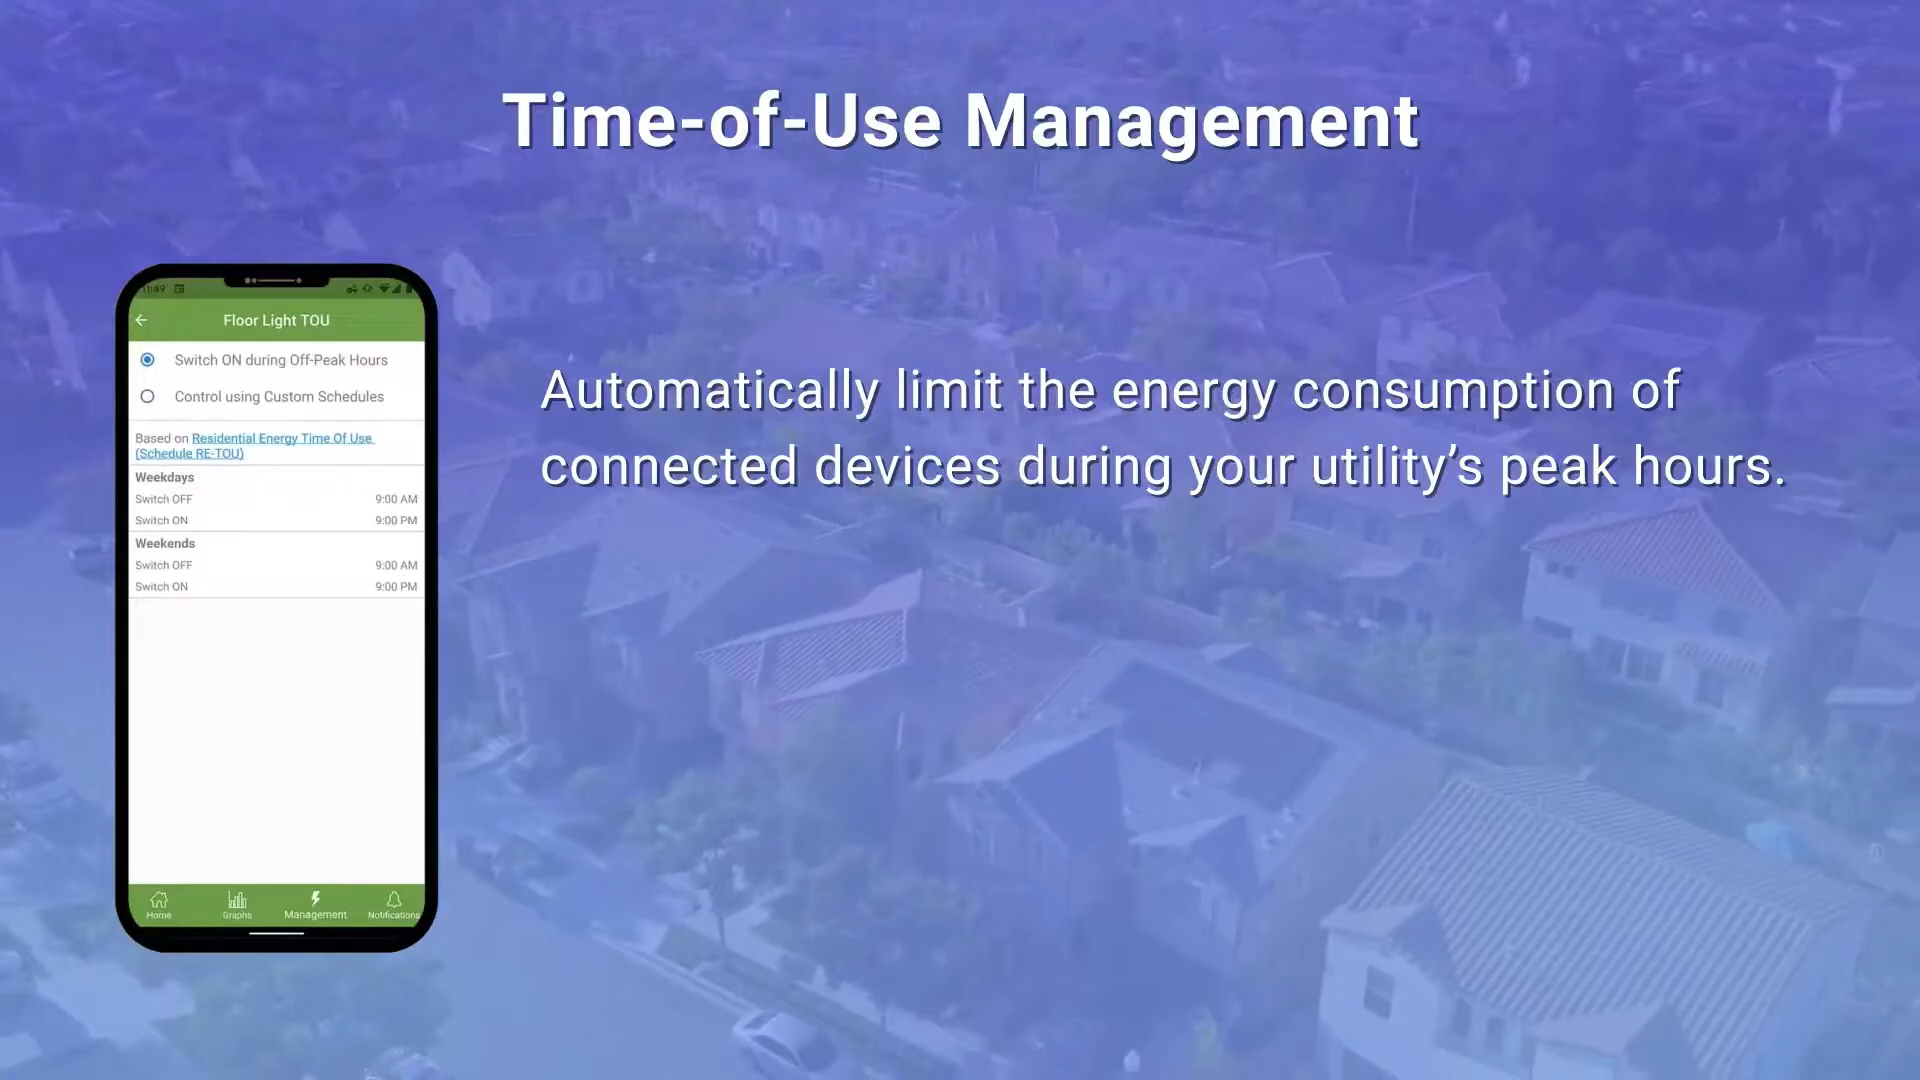 Time-of-Use Management
11:49
Floor Light TOU
Switch ON during Off-Peak Hours
Control using Custom Schedules
Based on Residential Energy Time Of Use
(Schedule RE-TOU)
Weekdays
Switch OFF 9:00 AM
Switch ON 9:00 PM
Weekends
Switch OFF 9:00 AM
Switch ON 9:00 PM
Home Graphs Management Notifications
Automatically limit the energy consumption of
connected devices during your utility’s peak hours.